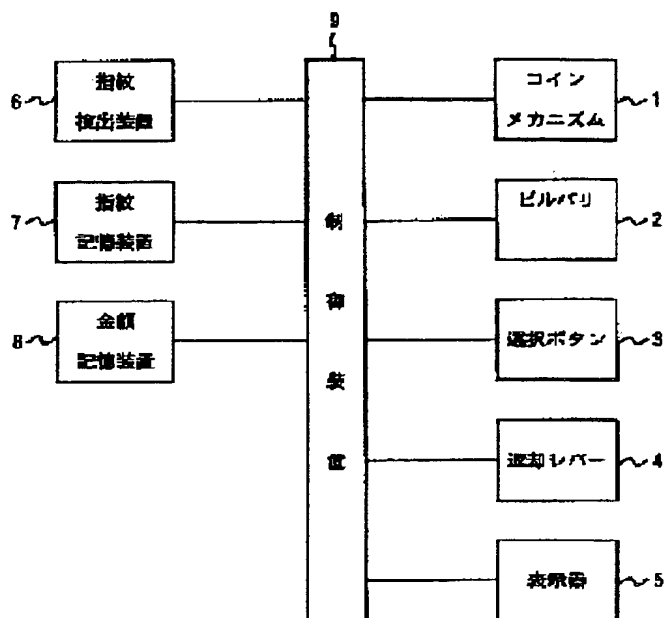 9
6
指紋
検出装置
7
指紋
記憶装置
8
金額
記憶装置
制
御
装
置
コイン
メカニズム
1
ビルバリ
2
選択ボタン
3
返却レバー
4
表示器
5